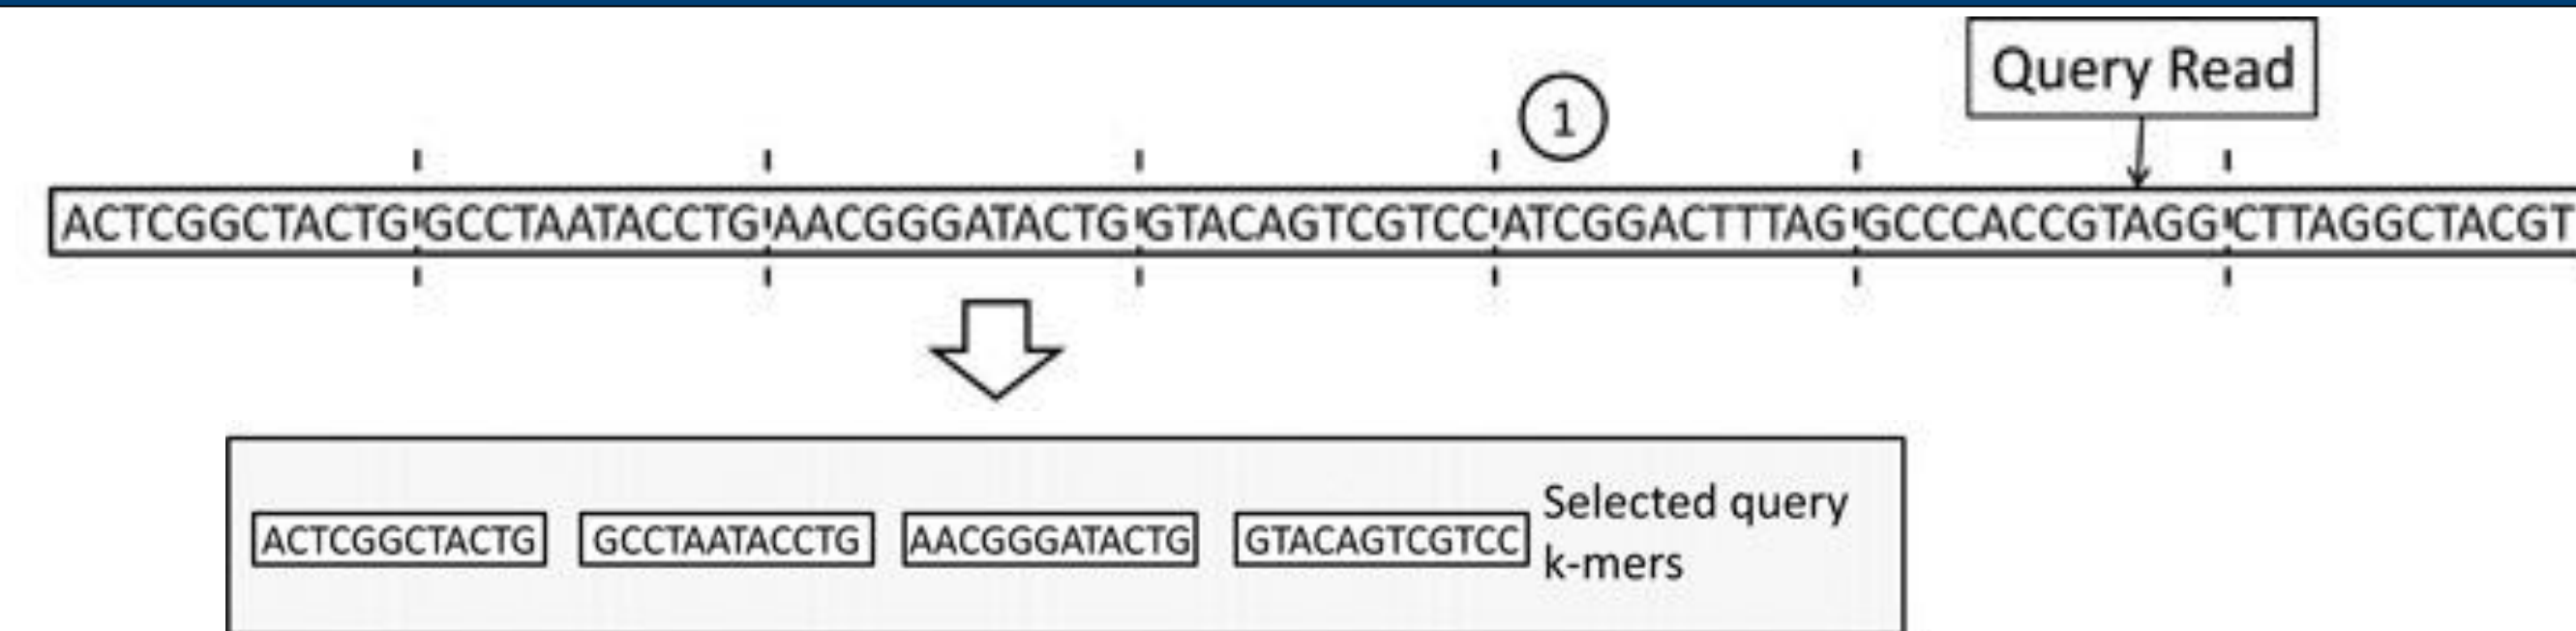 Query Read
1
ACTCGGCTACTG GCCTAATACCTG AACGGGATACTG GTACAGTCGTCC ATCGGACTTTAG GCCCACCGTAGG CTTAGGCTACGT
ACTCGGCTACTG GCCTAATACCTG AACGGGATACTG GTACAGTCGTCC
Selected query
k-mers